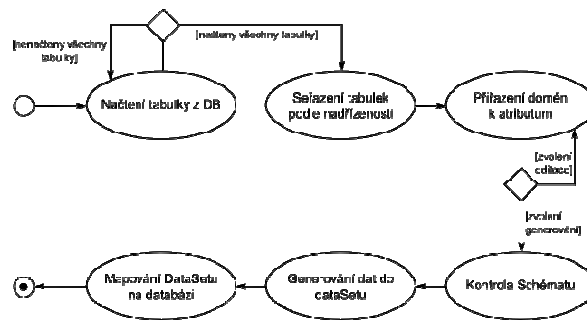 [nenačteny všechny
tabulky]
[načteny všechny tabulky]
Načtení tabulky z DB
Seřazení tabulek
podle nadřízenosti
Přiřazení domén
k atributum
[zvolení
editace]
[zvolení
generování]
Mapování DataSetu
na databázi
Generování dat do
dataSetu
Kontrola Schématu